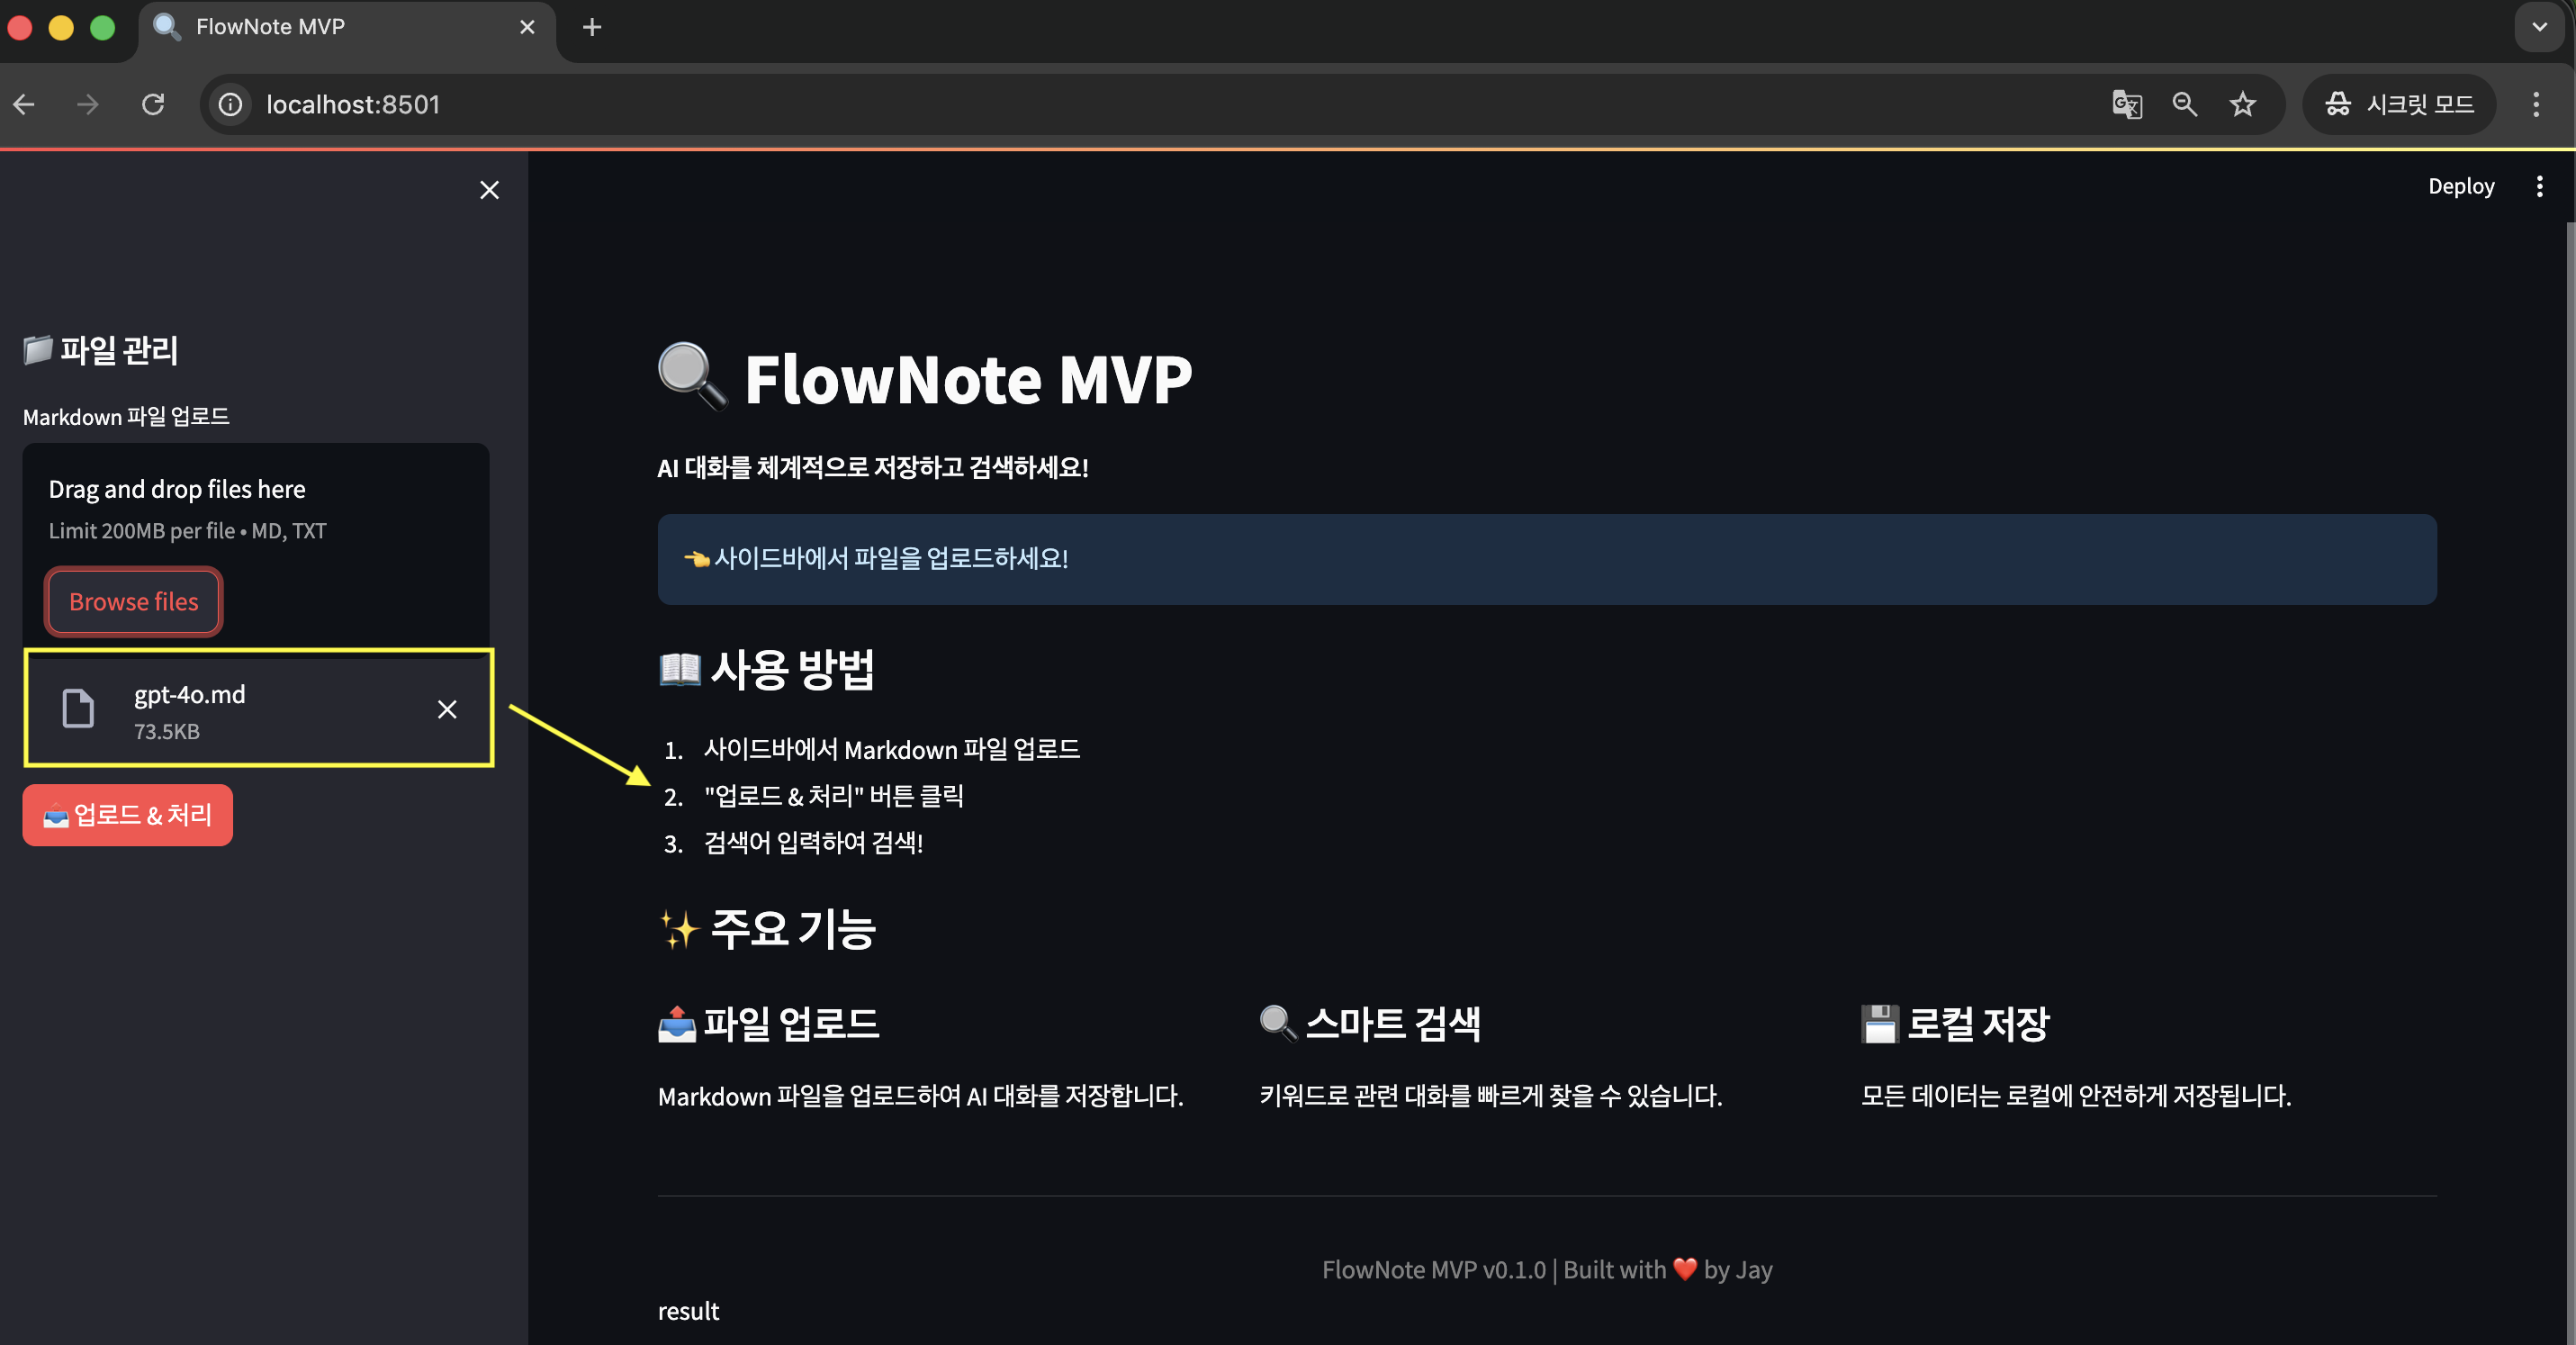 FlowNote MVP
localhost:8501
시크릿 모드
Deploy
파일 관리
Markdown 파일 업로드
Drag and drop files here
Limit 200MB per file • MD, TXT
Browse files
gpt-4o.md
73.5KB
업로드 & 처리
FlowNote MVP
AI 대화를 체계적으로 저장하고 검색하세요!
사이드바에서 파일을 업로드하세요!
사용 방법
1. 사이드바에서 Markdown 파일 업로드
2. "업로드 & 처리" 버튼 클릭
3. 검색어 입력하여 검색!
주요 기능
파일 업로드
Markdown 파일을 업로드하여 AI 대화를 저장합니다.
스마트 검색
키워드로 관련 대화를 빠르게 찾을 수 있습니다.
로컬 저장
모든 데이터는 로컬에 안전하게 저장됩니다.
FlowNote MVP v0.1.0 | Built with ❤️ by Jay
result